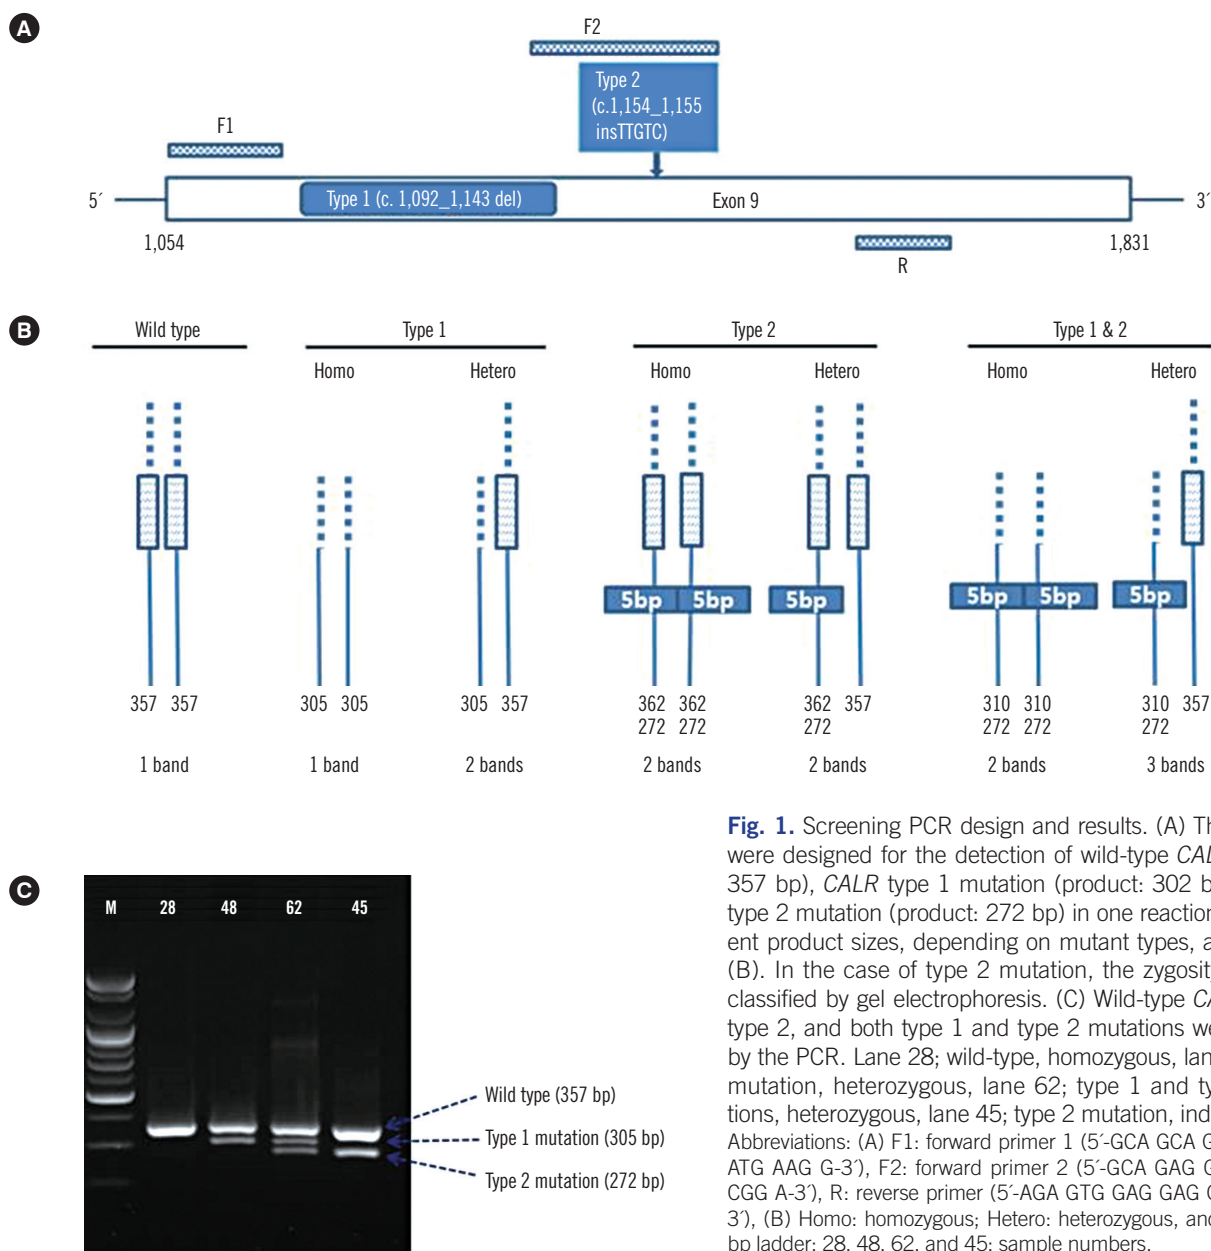 A
F2
Type 2
(c.1,154_1,155
insTTGTC)
F1
5´
Type 1 (c. 1,092_1,143 del)
Exon 9
3´
1,054
1,831
R
B
Wild type
Type 1
Type 2
Type 1 & 2
Homo
Hetero
Homo
Hetero
Homo
Hetero
5bp
5bp
5bp
5bp
5bp
5bp
357 357
305 305
305 357
362 362
362 357
310 310
310 357
272 272
272
272 272
272
1 band
1 band
2 bands
2 bands
2 bands
2 bands
3 bands
C
M 28 48 62 45
Wild type (357 bp)
Type 1 mutation (305 bp)
Type 2 mutation (272 bp)
Fig. 1. Screening PCR design and results. (A) Th
were designed for the detection of wild-type CAL
357 bp), CALR type 1 mutation (product: 302 b
type 2 mutation (product: 272 bp) in one reaction
ent product sizes, depending on mutant types, a
(B). In the case of type 2 mutation, the zygosity
classified by gel electrophoresis. (C) Wild-type CA
type 2, and both type 1 and type 2 mutations we
by the PCR. Lane 28; wild-type, homozygous, lan
mutation, heterozygous, lane 62; type 1 and ty
tions, heterozygous, lane 45; type 2 mutation, ind
Abbreviations: (A) F1: forward primer 1 (5´-GCA GCA G
ATG AAG G-3´), F2: forward primer 2 (5´-GCA GAG G
CGG A-3´), R: reverse primer (5´-AGA GTG GAG GAG
3´), (B) Homo: homozygous; Hetero: heterozygous, and
bp ladder; 28, 48, 62, and 45: sample numbers.